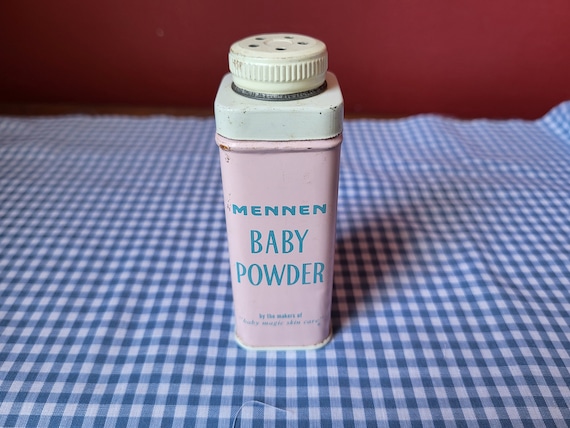 MENNEN
BABY
POWDER
by the makers of
baby magic skin care